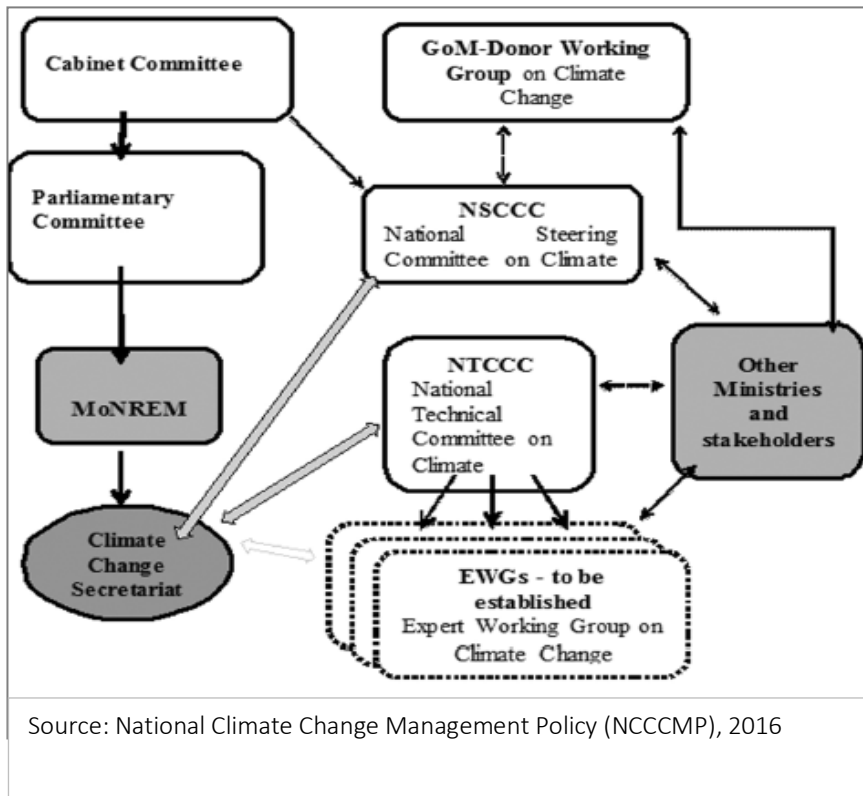 Cabinet Committee
GoM-Donor Working
Group on Climate
Change
Parliamentary
Committee
NSCCC
National Steering
Committee on Climate
MoNREM
NTCCC
National
Technical
Committee on
Climate
Other
Ministries
and
stakeholders
Climate
Change
Secretariat
EWGs - to be
established
Expert Working Group on
Climate Change
Source: National Climate Change Management Policy (NCCCMP), 2016